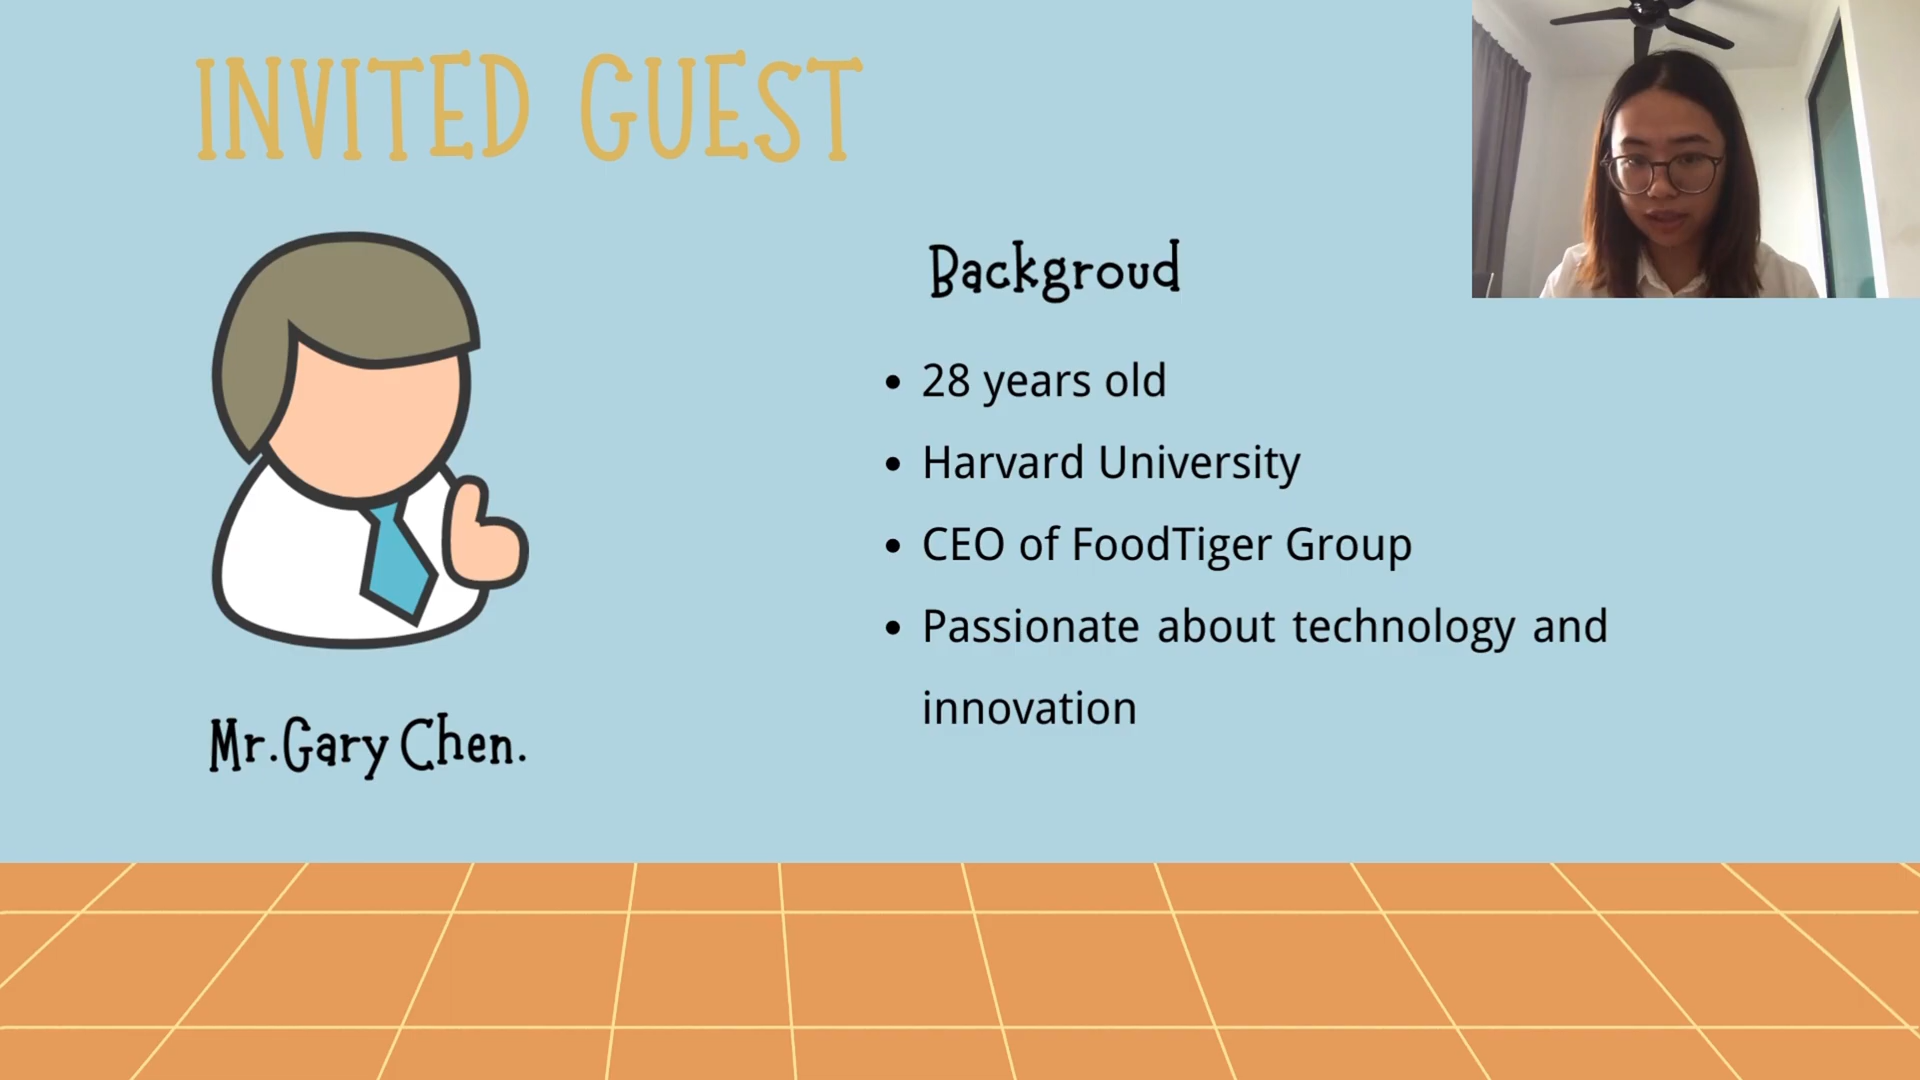 INVITED GUEST
Backgroud
• 28 years old
• Harvard University
• CEO of FoodTiger Group
• Passionate about technology and
innovation
Mr.Gary Chen.